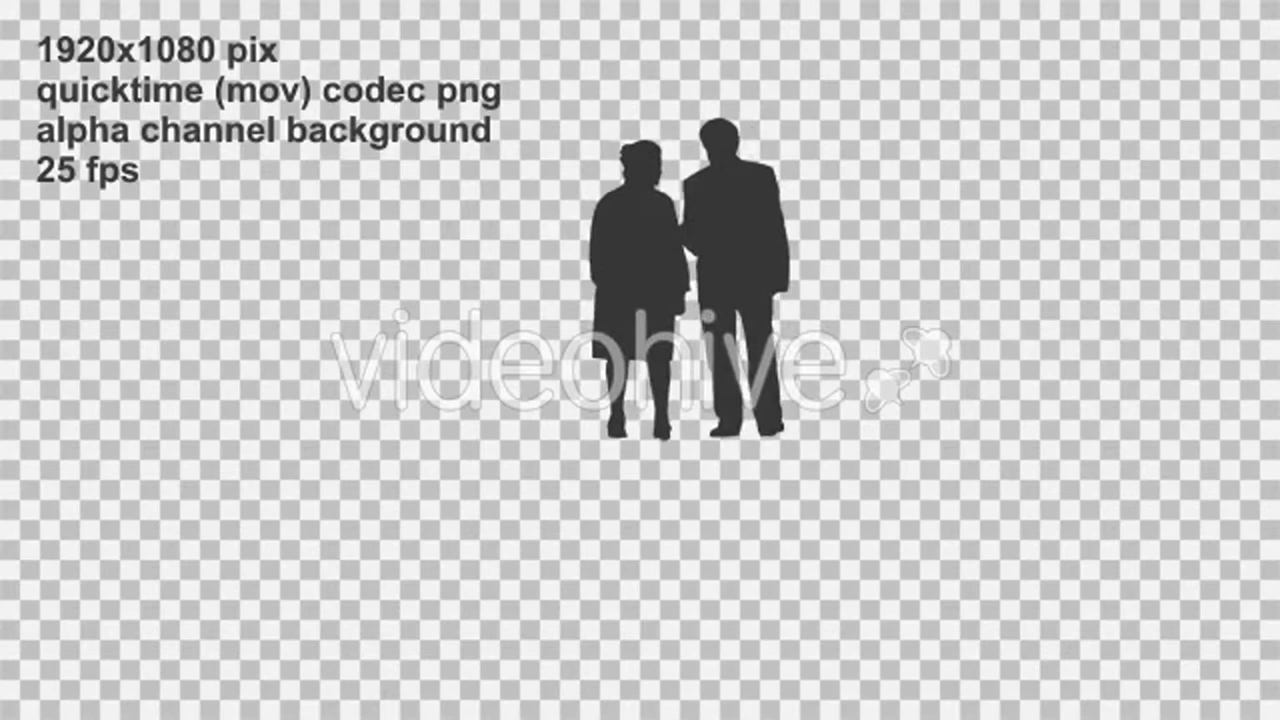 1920x1080 pix
quicktime (mov) codec png
alpha channel background
25 fps
videohive